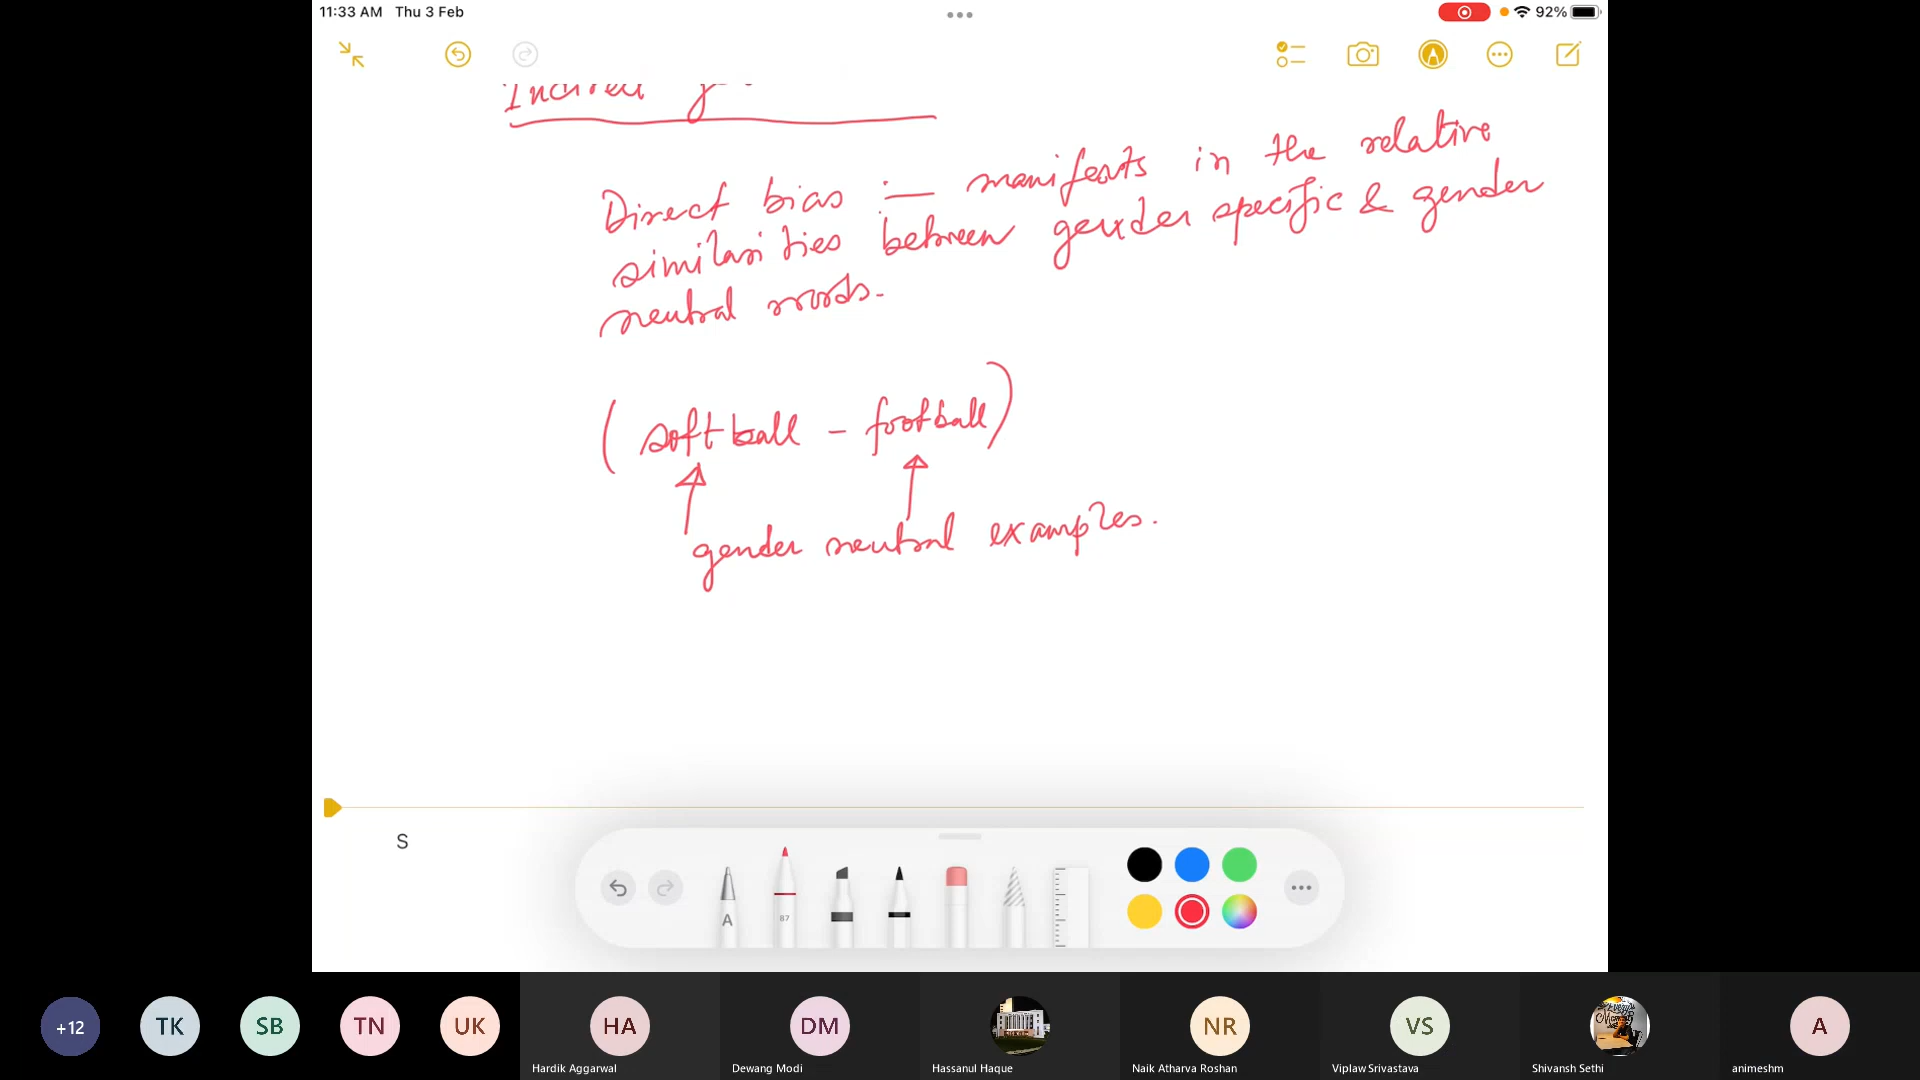 11:33 AM Thu 3 Feb
92%
Indirect
Direct bias :— manifests in the relative
similarities between gender specific & gender
neutral words.
(softball - football)
gender neutral examples.
S
A
87
+12
TK
SB
TN
UK
HA
DM
NR
VS
A
Hardik Aggarwal
Dewang Modi
Hassanul Haque
Naik Atharva Roshan
Viplaw Srivastava
Shivansh Sethi
animeshm